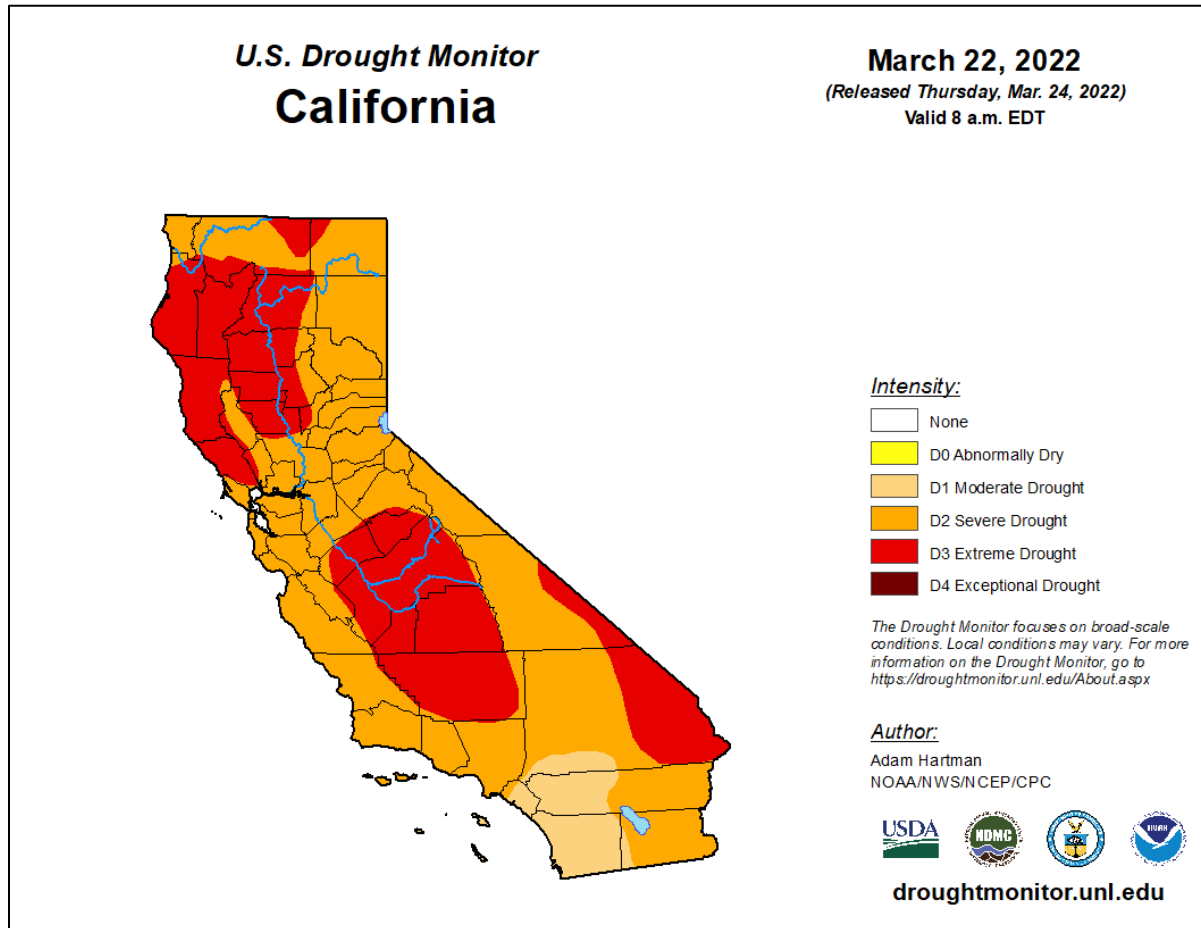 U.S. Drought Monitor
California
March 22, 2022
(Released Thursday, Mar. 24, 2022)
Valid 8 a.m. EDT
Intensity:
None
D0 Abnormally Dry
D1 Moderate Drought
D2 Severe Drought
D3 Extreme Drought
D4 Exceptional Drought
The Drought Monitor focuses on broad-scale
conditions. Local conditions may vary. For more
information on the Drought Monitor, go to
https://droughtmonitor.unl.edu/About.aspx
Author:
Adam Hartman
NOAA/NWS/NCEP/CPC
USDA
NDMC
NOAA
droughtmonitor.unl.edu